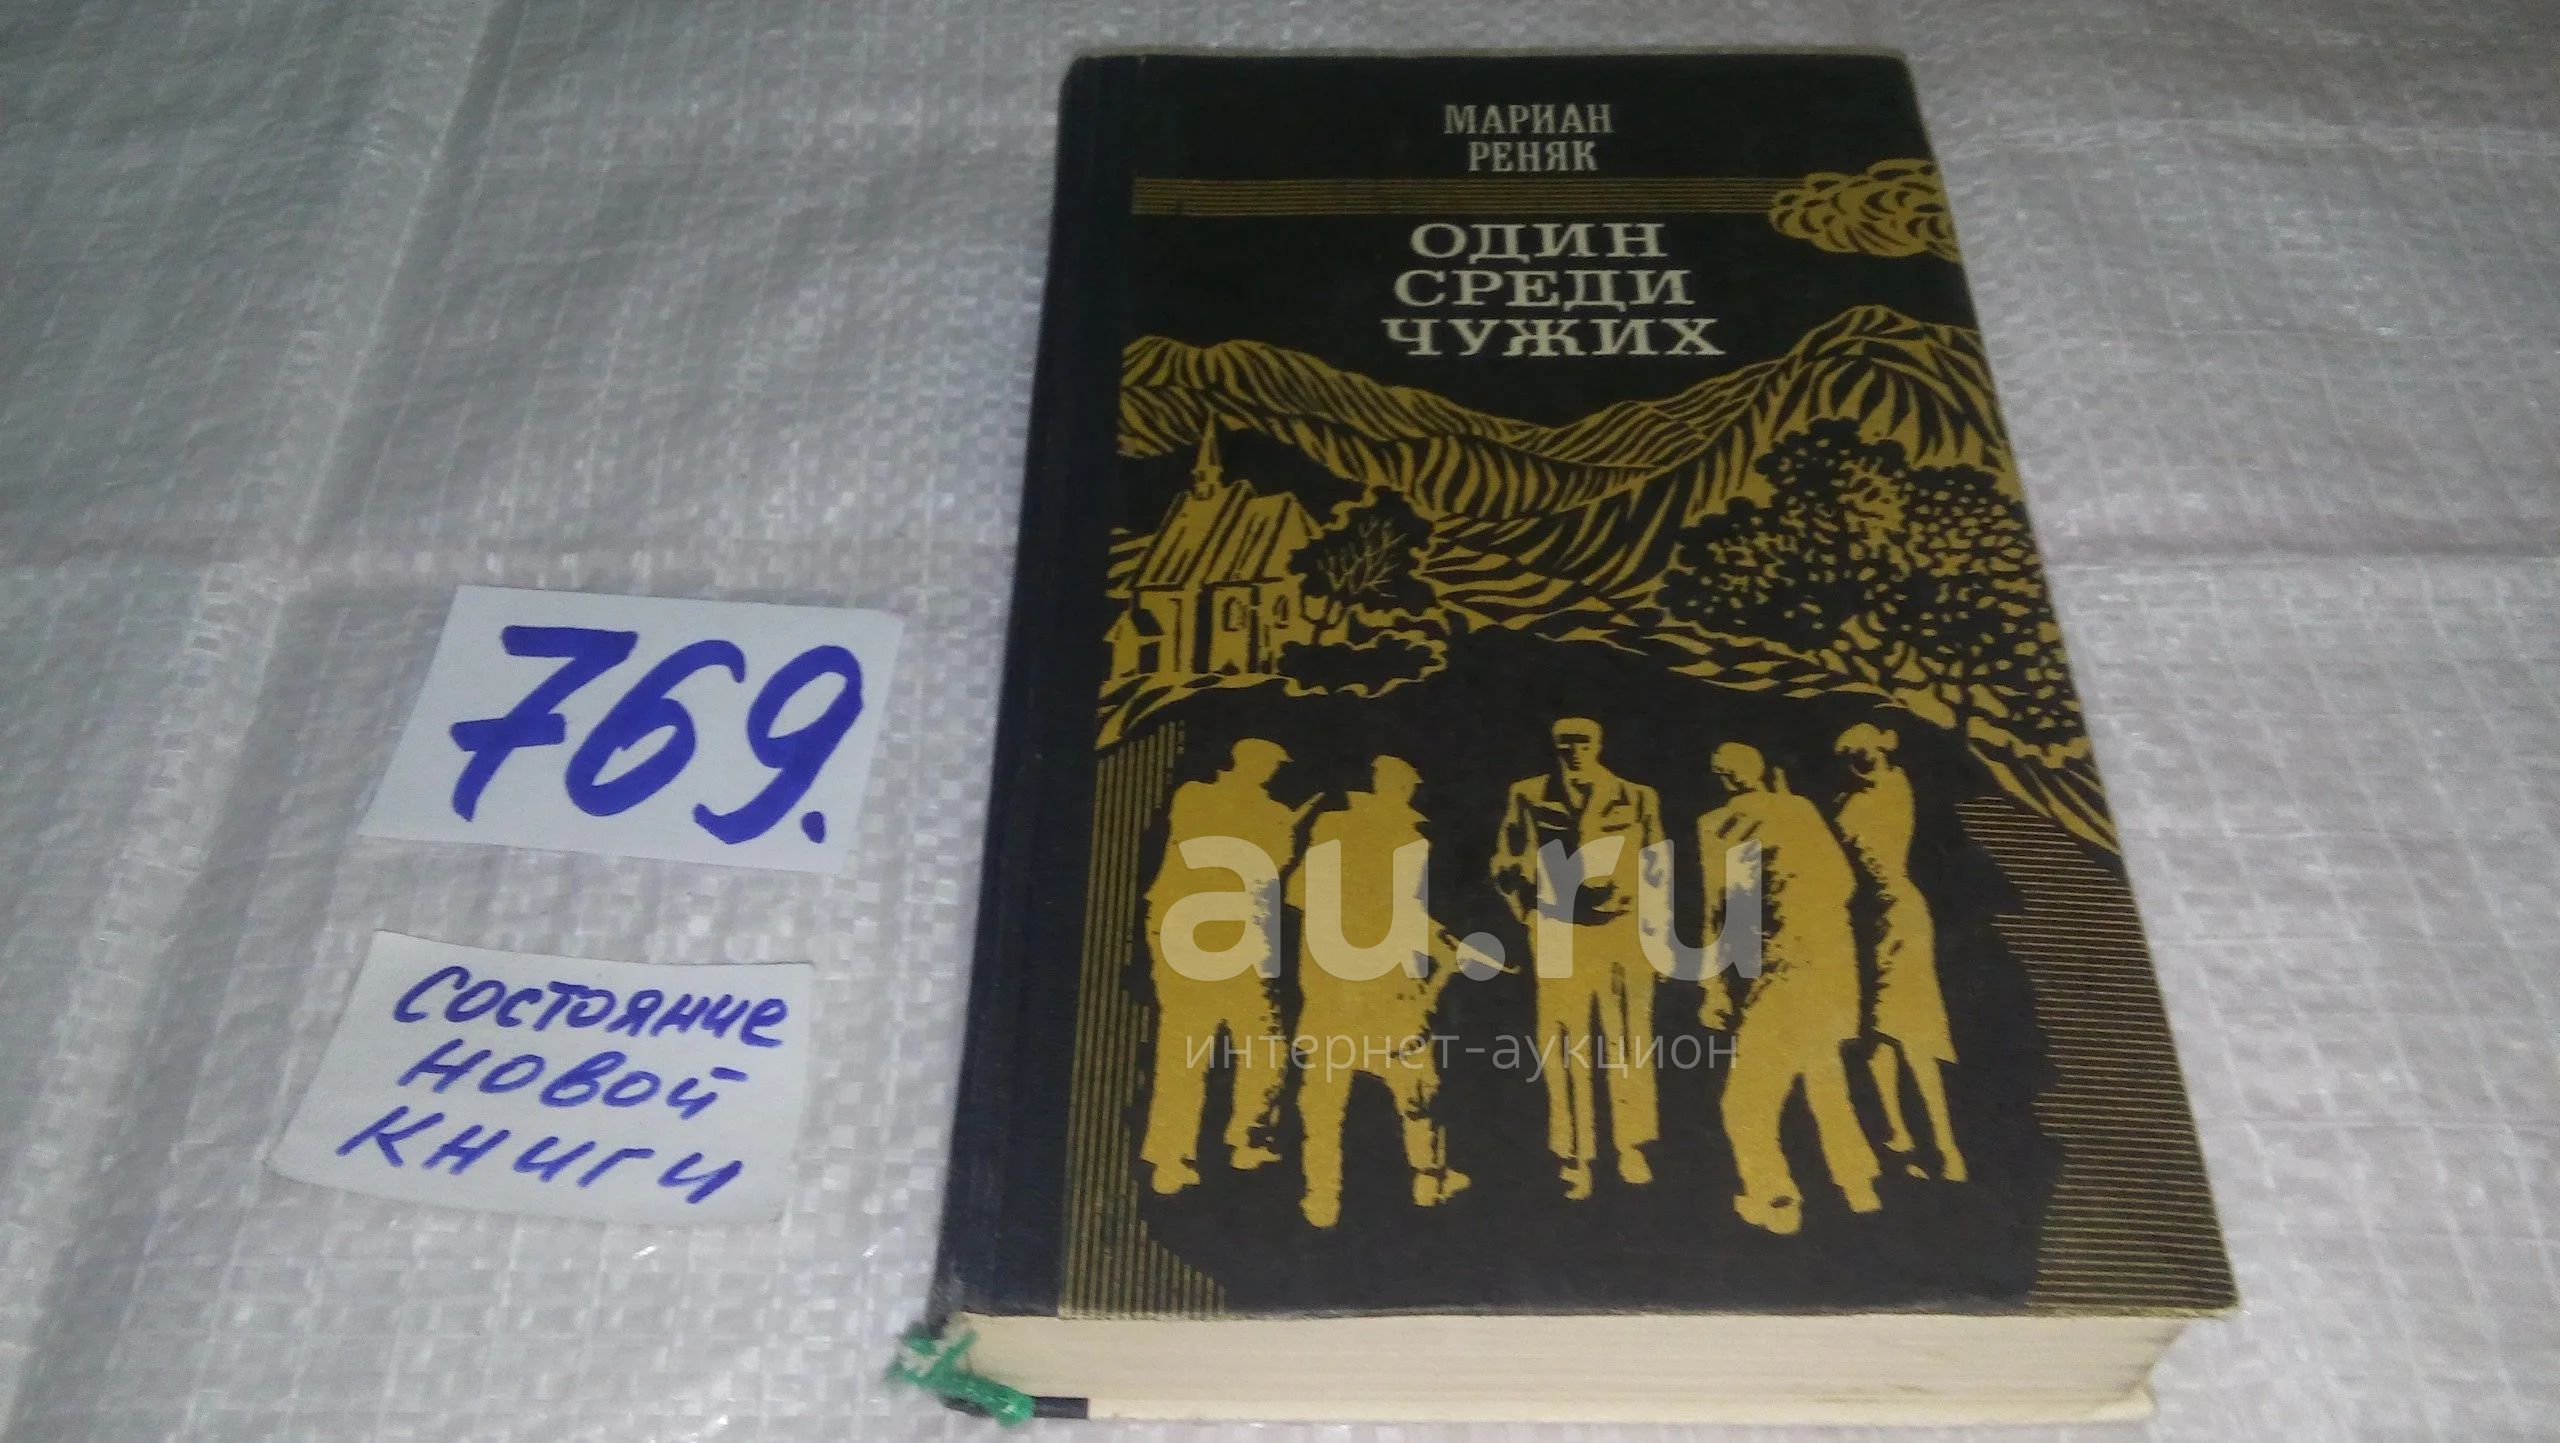 МАРИАН
РЕНЯК
ОДИН
СРЕДИ
ЧУЖИХ
769.
состояние
новой
книги
au.ru
интернет-аукцион